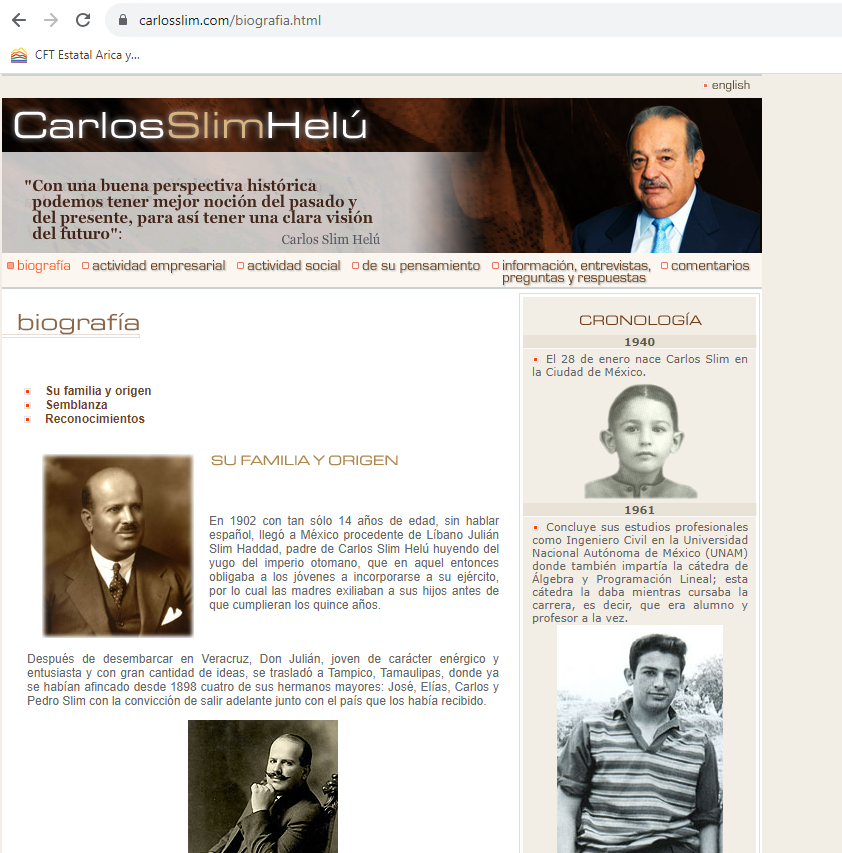 carlosslim.com/biografia.html
CFT Estatal Arica y...
english
CarlosSlimHelú
"Con una buena perspectiva histórica
podemos tener mejor noción del pasado y
del presente, para así tener una clara visión
del futuro":
Carlos Slim Helú
biografía
actividad empresarial
actividad social
de su pensamiento
información, entrevistas,
preguntas y respuestas
comentarios
biografía
Su familia y origen
Semblanza
Reconocimientos
SU FAMILIA Y ORIGEN
En 1902 con tan sólo 14 años de edad, sin hablar
español, llegó a México procedente de Líbano Julián
Slim Haddad, padre de Carlos Slim Helú huyendo del
yugo del imperio otomano, que en aquel entonces
obligaba a los jóvenes a incorporarse a su ejército,
por lo cual las madres exiliaban a sus hijos antes de
que cumplieran los quince años.
Después de desembarcar en Veracruz, Don Julián, joven de carácter enérgico y
entusiasta y con gran cantidad de ideas, se trasladó a Tampico, Tamaulipas, donde ya
se habían afincado desde 1898 cuatro de sus hermanos mayores: José, Elías, Carlos y
Pedro Slim con la convicción de salir adelante junto con el país que los había recibido.
CRONOLOGÍA
1940
El 28 de enero nace Carlos Slim en
la Ciudad de México.
1961
Concluye sus estudios profesionales
como Ingeniero Civil en la Universidad
Nacional Autónoma de México (UNAM)
donde también impartía la cátedra de
Álgebra y Programación Lineal; esta
cátedra la daba mientras cursaba la
carrera, es decir, que era alumno y
profesor a la vez.